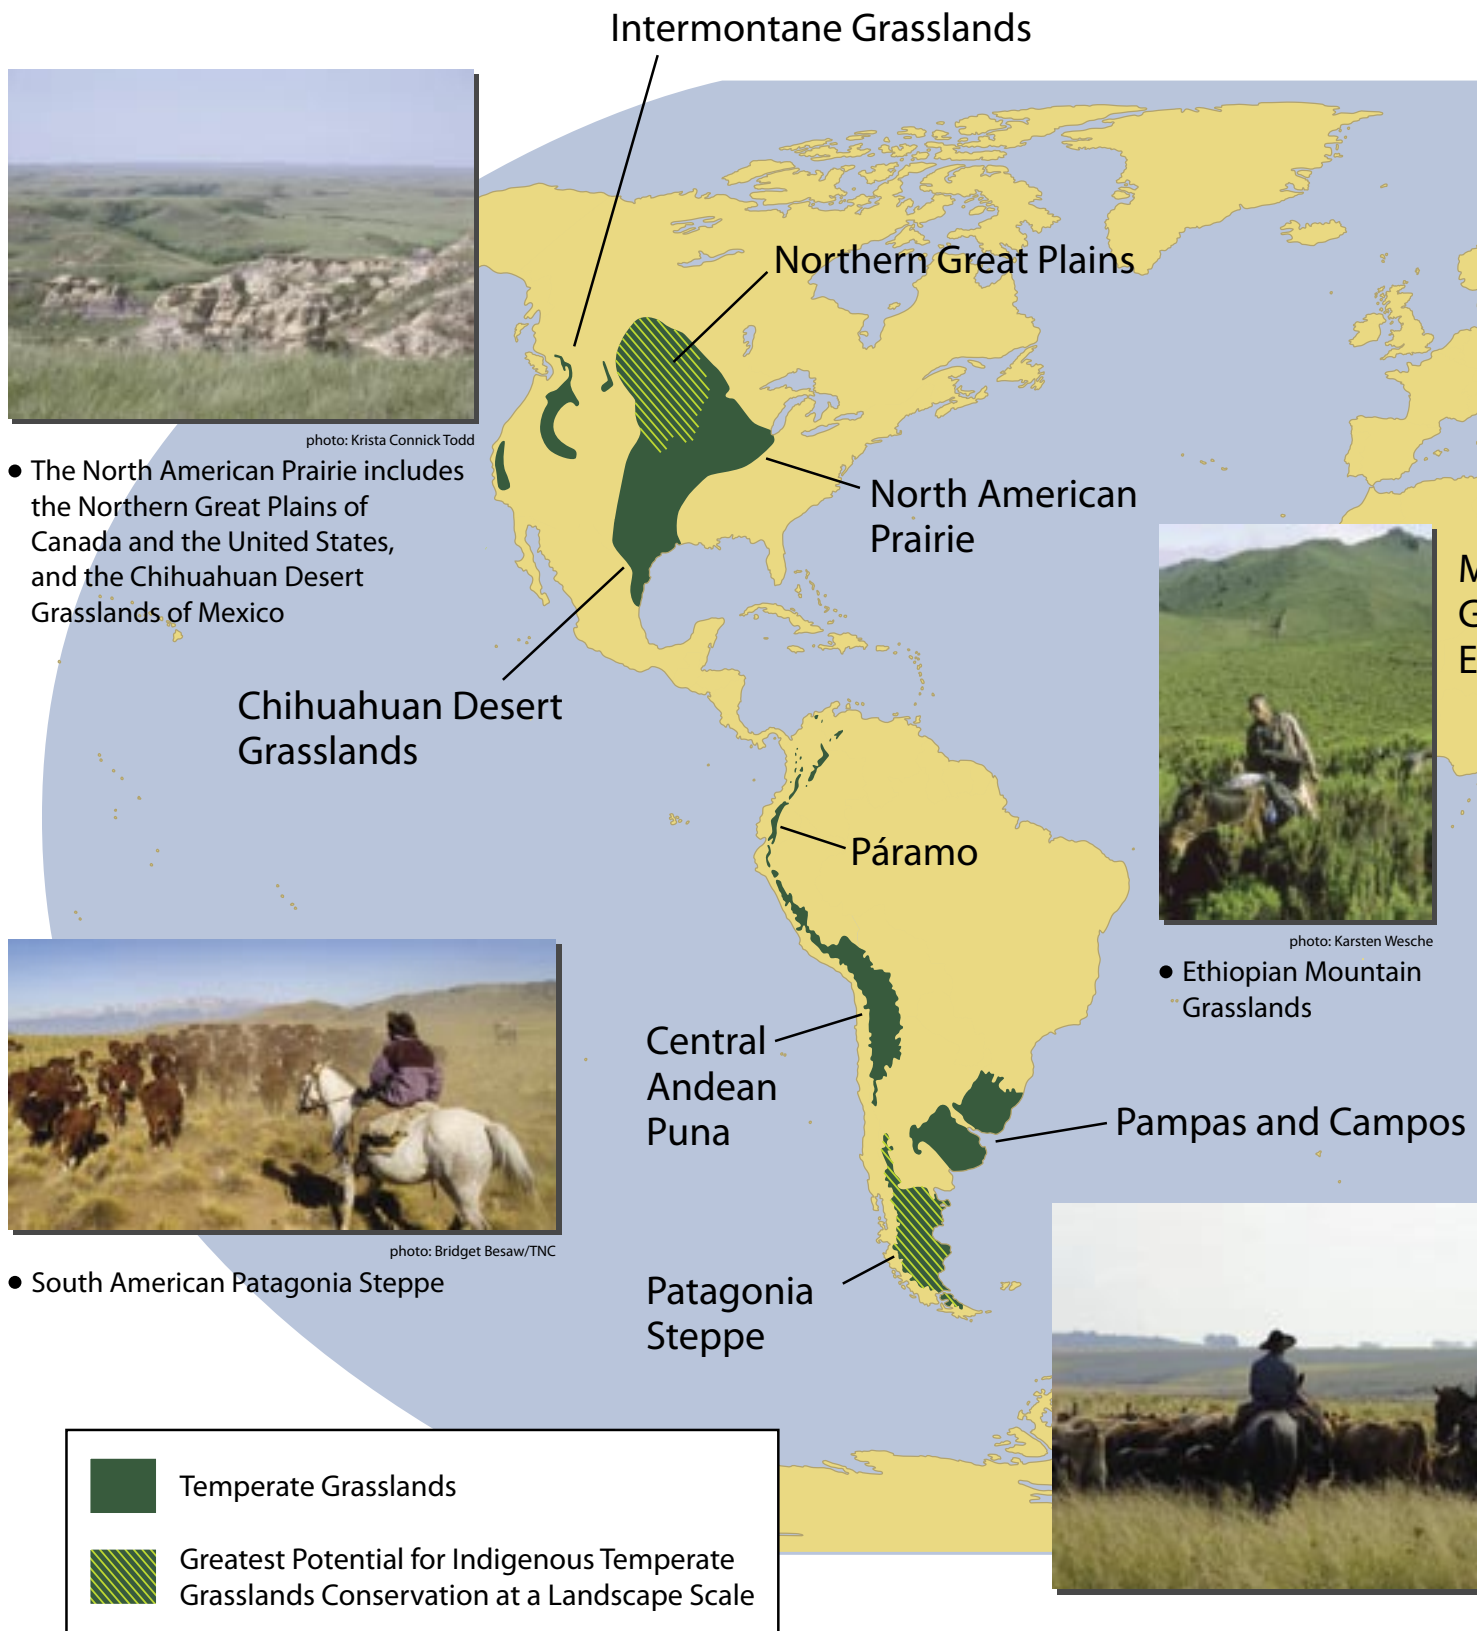 Intermontane Grasslands
Northern Great Plains
photo: Krista Connick Todd
• The North American Prairie includes
the Northern Great Plains of
Canada and the United States,
and the Chihuahuan Desert
Grasslands of Mexico
North American
Prairie
M
G
E
Chihuahuan Desert
Grasslands
Páramo
photo: Karsten Wesche
• Ethiopian Mountain
Grasslands
Central
Andean
Puna
Pampas and Campos
photo: Bridget Besaw/TNC
• South American Patagonia Steppe
Patagonia
Steppe
Temperate Grasslands
Greatest Potential for Indigenous Temperate
Grasslands Conservation at a Landscape Scale